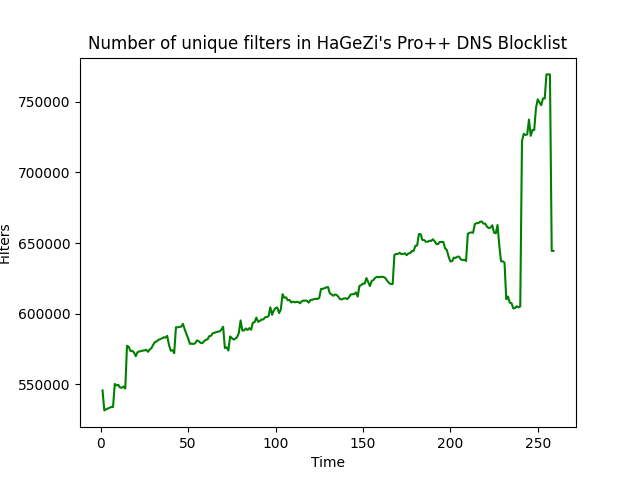 Number of unique filters in HaGeZi's Pro++ DNS Blocklist
750000
700000
650000
600000
550000
Filters
0 50 100 150 200 250
Time